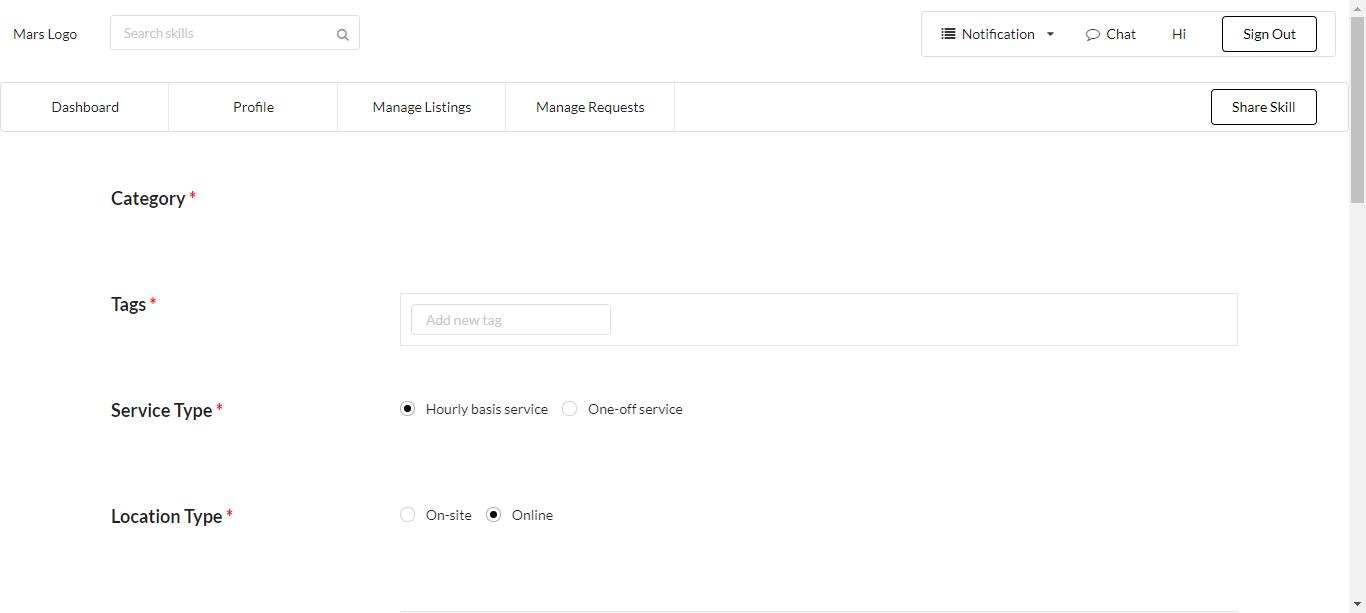 Mars Logo
Search skills
Notification
Chat
Hi
Sign Out
Dashboard
Profile
Manage Listings
Manage Requests
Share Skill
Category *
Tags *
Add new tag
Service Type *
Hourly basis service
One-off service
Location Type *
On-site
Online